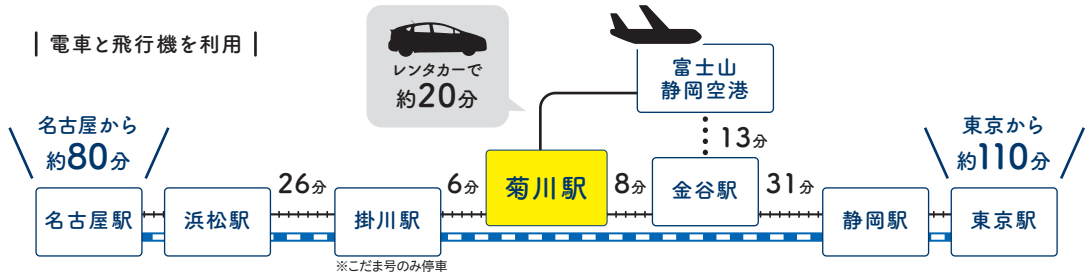 電車と飛行機を利用
レンタカーで
約20分
富士山
静岡空港
13分
名古屋から
約80分
東京から
約110分
26分
6分
8分
31分
名古屋駅
浜松駅
掛川駅
菊川駅
金谷駅
静岡駅
東京駅
※こだま号のみ停車